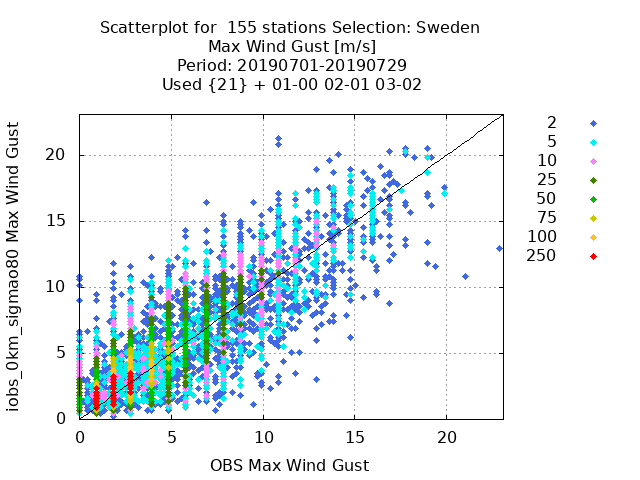 Scatterplot for  155 stations Selection: Sweden
Max Wind Gust [m/s]
Period: 20190701-20190729
Used {21} + 01-00 02-01 03-02
iobs_0km_sigmao80 Max Wind Gust
20
15
10
5
0
0 5 10 15 20
OBS Max Wind Gust
2
5
10
25
50
75
100
250